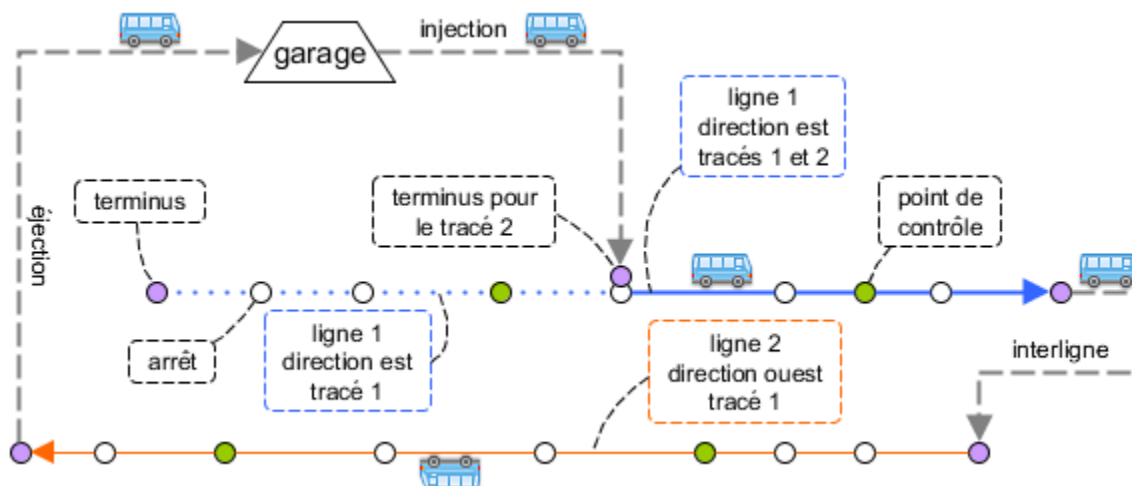 injection
garage
ligne 1
direction est
tracés 1 et 2
terminus
terminus pour
le tracé 2
point de
contrôle
éjection
arrêt
ligne 1
direction est
tracé 1
ligne 2
direction ouest
tracé 1
interligne